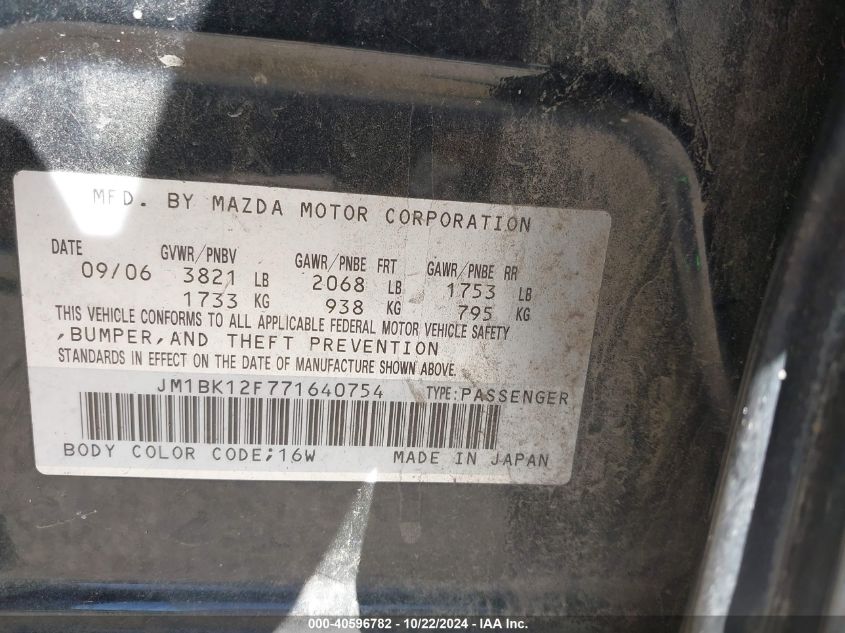 MFD. BY MAZDA MOTOR CORPORATION
DATE GVWR/PNBV GAWR/PNBE FRT GAWR/PNBE RR
09/06 3821 LB 2068 LB 1753 LB
1733 KG 938 KG 795 KG
THIS VEHICLE CONFORMS TO ALL APPLICABLE FEDERAL MOTOR VEHICLE SAFETY
,BUMPER,AND THEFT PREVENTION
STANDARDS IN EFFECT ON THE DATE OF MANUFACTURE SHOWN ABOVE.
JM1BK12F771640754 TYPE:PASSENGER
BODY COLOR CODE;16W MADE IN JAPAN
000-40596782 - 10/22/2024 - IAA Inc.